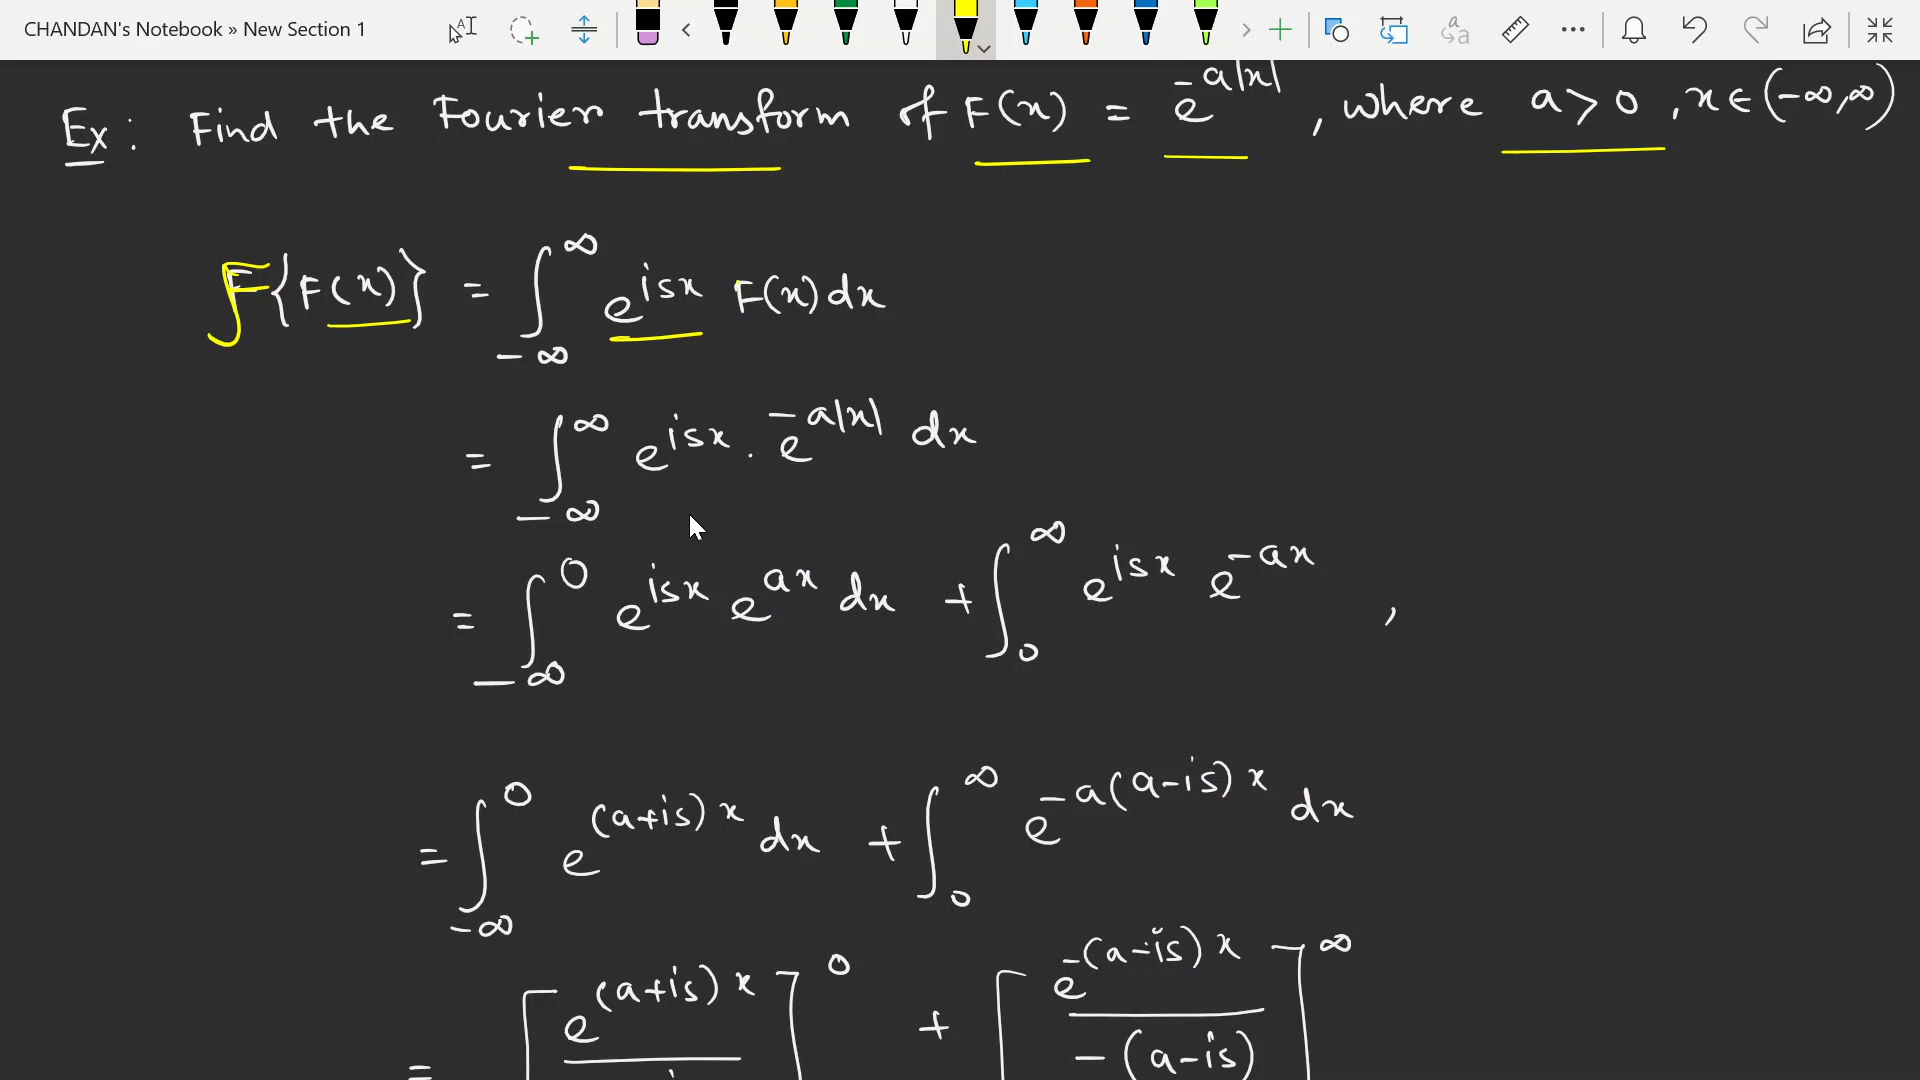 CHANDAN's Notebook » New Section 1
Ex: Find the Fourier transform of F(x) = e^{-a|x|}, where a > 0, x ∈ (-∞,∞)
F{F(x)} = ∫_{-∞}^{∞} e^{isx} F(x) dx
= ∫_{-∞}^{∞} e^{isx} . e^{-a|x|} dx
= ∫_{-∞}^{0} e^{isx} e^{ax} dx + ∫_{0}^{∞} e^{isx} e^{-ax} ,
= ∫_{-∞}^{0} e^{(a+is)x} dx + ∫_{0}^{∞} e^{-a(a-is)x} dx
= [e^{(a+is)x}]^{0} + [e^{-(a-is)x} / -(a-is)]^{∞}